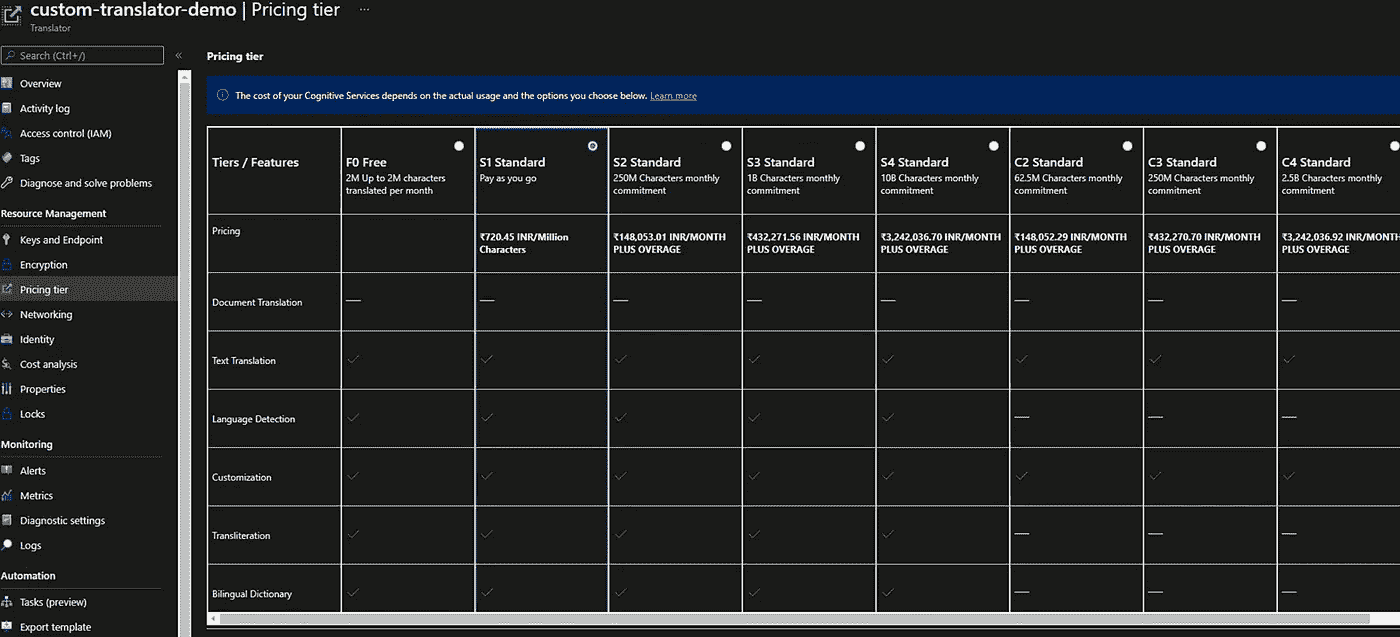 custom-translator-demo | Pricing tier ...
Translator
Search (Ctrl+/)
«
Overview
Activity log
Access control (IAM)
Tags
Diagnose and solve problems
Resource Management
Keys and Endpoint
Encryption
Pricing tier
Networking
Identity
Cost analysis
Properties
Locks
Monitoring
Alerts
Metrics
Diagnostic settings
Logs
Automation
Tasks (preview)
Export template
Pricing tier
The cost of your Cognitive Services depends on the actual usage and the options you choose below. Learn more
Tiers / Features
F0 Free
2M Up to 2M characters
translated per month
S1 Standard
Pay as you go
S2 Standard
250M Characters monthly
commitment
S3 Standard
1B Characters monthly
commitment
S4 Standard
10B Characters monthly
commitment
C2 Standard
62.5M Characters monthly
commitment
C3 Standard
250M Characters monthly
commitment
C4 Standard
2.5B Characters monthly
commitment
Pricing
₹720.45 INR/Million
Characters
₹148,053.01 INR/MONTH
PLUS OVERAGE
₹432,271.56 INR/MONTH
PLUS OVERAGE
₹3,242,036.70 INR/MONTH
PLUS OVERAGE
₹148,052.29 INR/MONTH
PLUS OVERAGE
₹432,270.70 INR/MONTH
PLUS OVERAGE
₹3,242,036.92 INR/MONTH
PLUS OVERAGE
Document Translation
Text Translation
Language Detection
Customization
Transliteration
Bilingual Dictionary